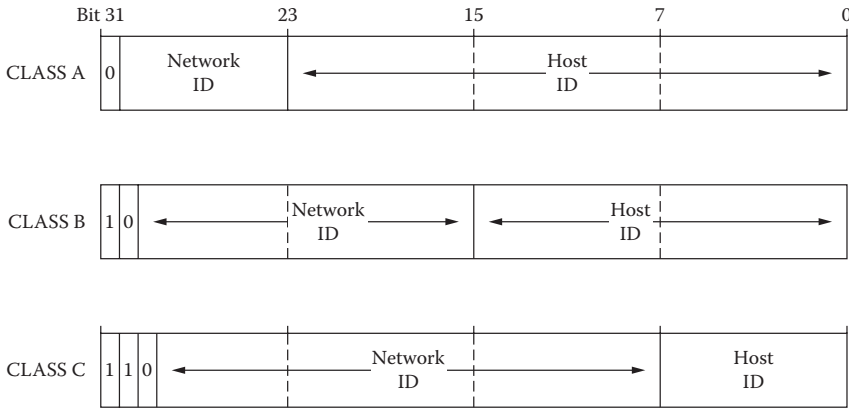 Bit 31 23 15 7 0
CLASS A 0 Network ID Host ID
CLASS B 1 0 Network ID Host ID
CLASS C 1 1 0 Network ID Host ID